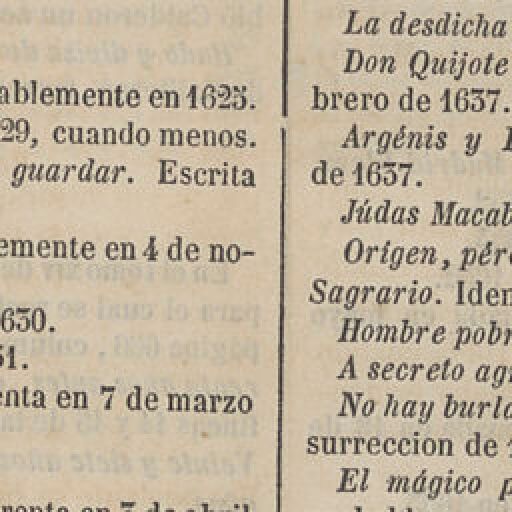 ablemente en 1625.
29, cuando menos.
guardar. Escrita
emente en 4 de no-
630.
31.
enta en 7 de marzo
La desdicha
Don Quijote
brero de 1637.
Argénis y
de 1637.
Júdas Macab
Orígen, pér
Sagrario. Iden
Hombre pobr
A secreto ag
No hay burl
surreccion de
El mágico p